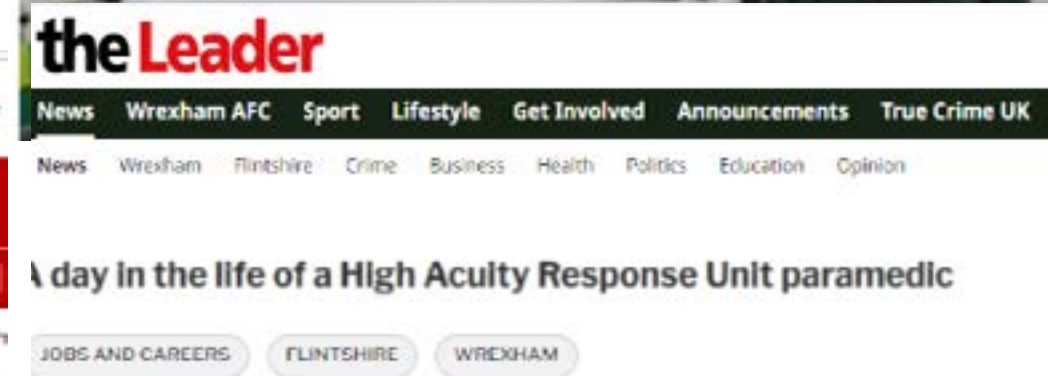 the Leader
News Wrexham AFC Sport Lifestyle Get Involved Announcements True Crime UK
News Wrexham Flintshire Crime Business Health Politics Education Opinion
A day in the life of a High Acuity Response Unit paramedic
JOBS AND CAREERS FLINTSHIRE WREXHAM